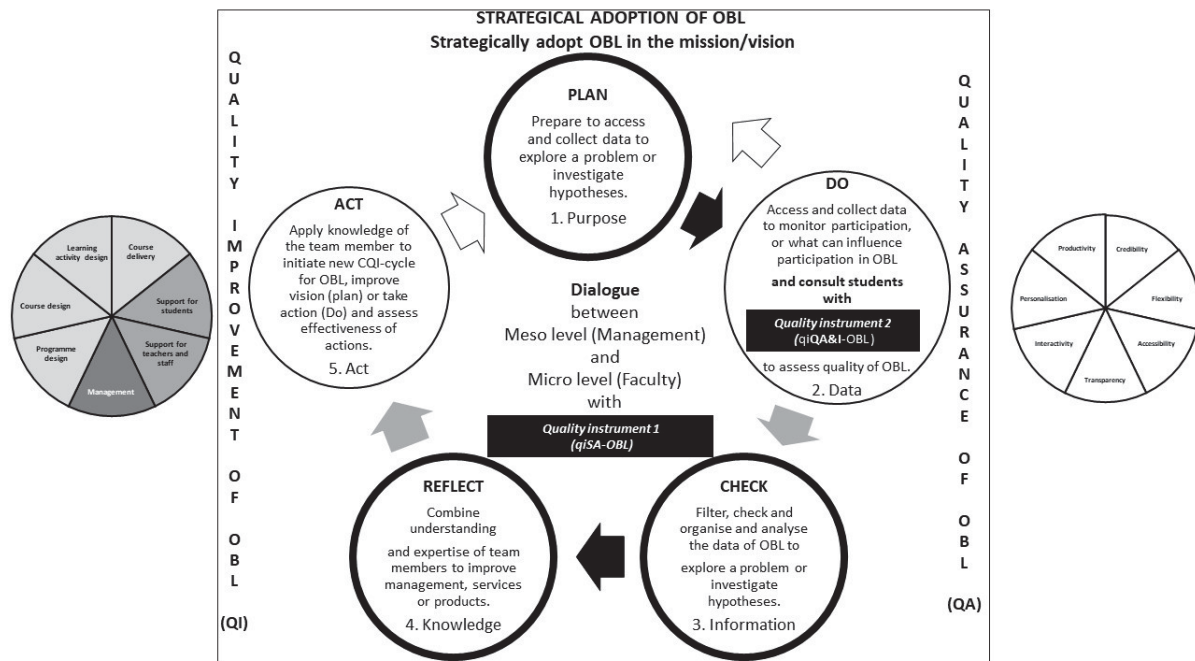 STRATEGICAL ADOPTION OF OBL
Strategically adopt OBL in the mission/vision
QUALITY IMPROVEMENT OF OBL (QI)
QUALITY ASSURANCE OF OBL (QA)
PLAN
Prepare to access
and collect data to
explore a problem or
investigate
hypotheses.
1. Purpose
DO
Access and collect data
to monitor participation,
or what can influence
participation in OBL
and consult students
with
Quality instrument 2
(qiQA&I-OBL)
to assess quality of OBL.
2. Data
CHECK
Filter, check and
organise and analyse
the data of OBL to
explore a problem or
investigate
hypotheses.
3. Information
REFLECT
Combine
understanding
and expertise of team
members to improve
management, services
or products.
4. Knowledge
ACT
Apply knowledge of
the team member to
initiate new CQI-cycle
for OBL, improve
vision (plan) or take
action (Do) and assess
effectiveness of
actions.
5. Act
Dialogue
between
Meso level (Management)
and
Micro level (Faculty)
with
Quality instrument 1
(qiSA-OBL)
Learning
activity design
Course
delivery
Support for
students
Support for
teachers and
staff
Management
Programme
design
Course design
Productivity
Credibility
Flexibility
Accessibility
Transparency
Interactivity
Personalisation